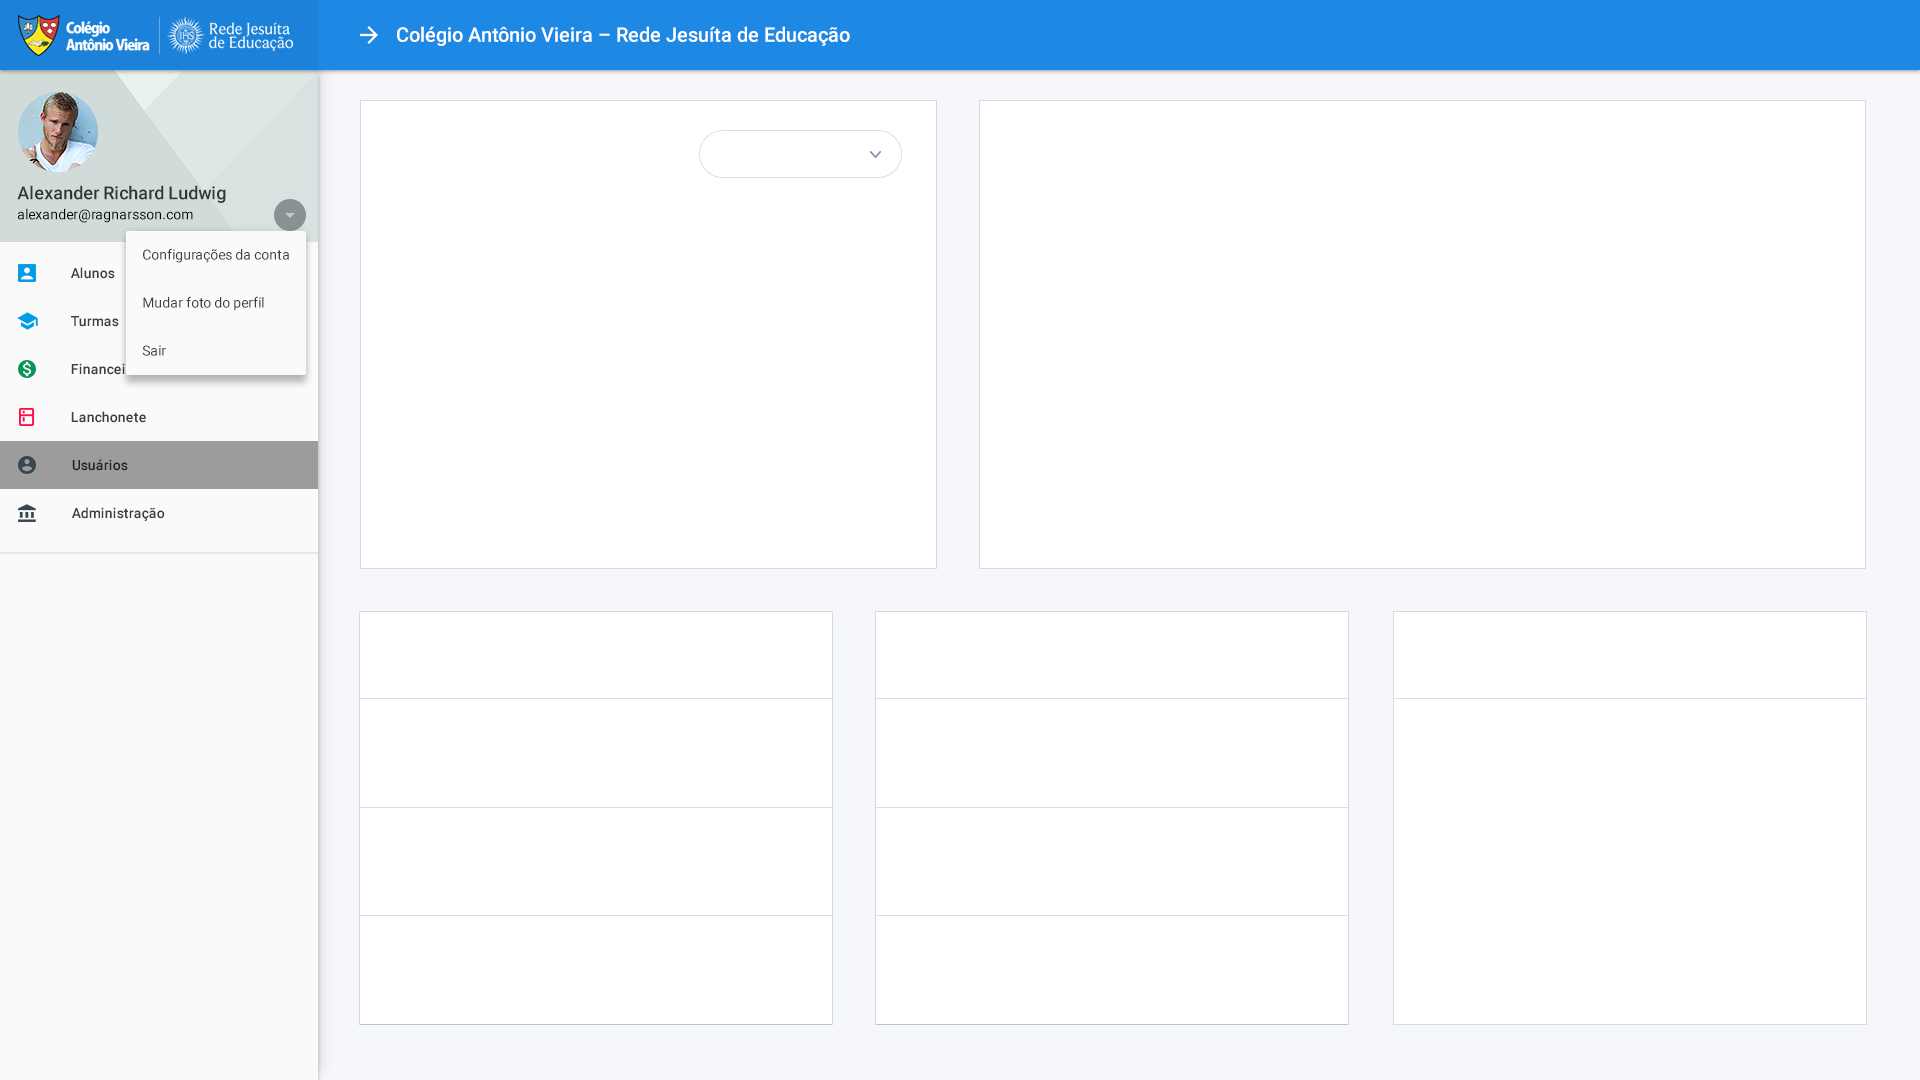 Colégio
Antônio Vieira
Rede Jesuíta
de Educação
Colégio Antônio Vieira – Rede Jesuíta de Educação
Alexander Richard Ludwig
alexander@ragnarsson.com
Configurações da conta
Mudar foto do perfil
Sair
Alunos
Turmas
Financei
Lanchonete
Usuários
Administração